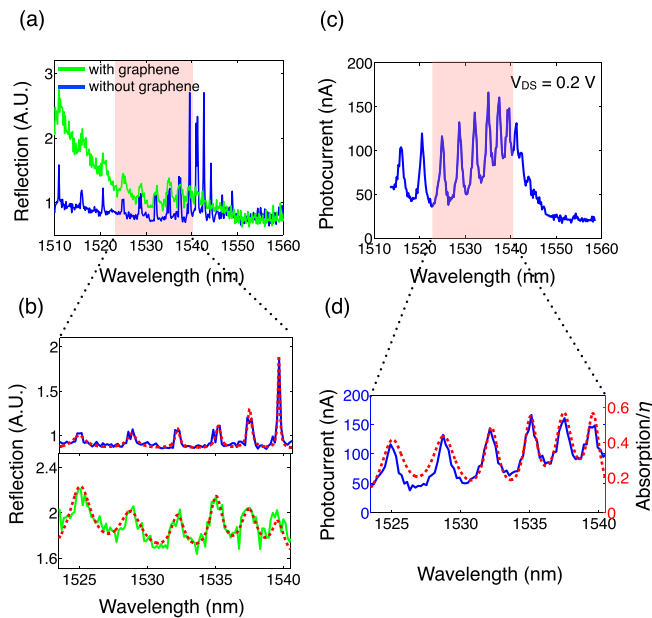 (a)
3
2
1
Reflection (A.U.)
with graphene
without graphene
1510 1520 1530 1540 1550 1560
Wavelength (nm)
(c)
200
150
100
50
0
Photocurrent (nA)
V_DS = 0.2 V
1510 1520 1530 1540 1550 1560
Wavelength (nm)
(b)
2
1.5
1
Reflection (A.U.)
2.4
2
1.6
Reflection (A.U.)
1525 1530 1535 1540
Wavelength (nm)
(d)
200
150
100
50
0
Photocurrent (nA)
0.6
0.4
0.2
0
Absorption/η
1525 1530 1535 1540
Wavelength (nm)